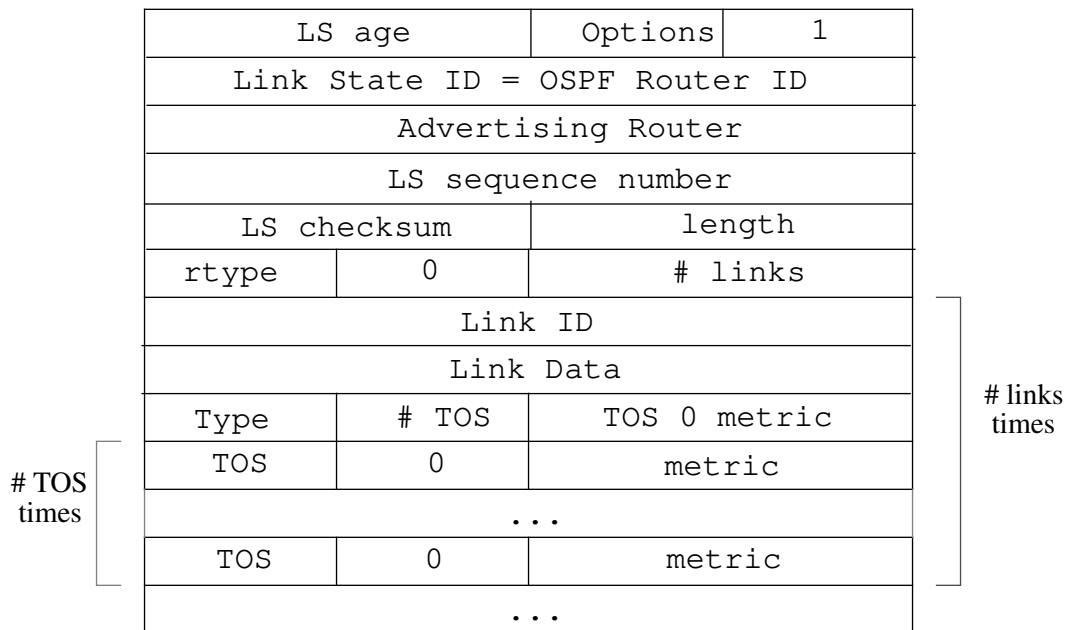 LS age Options 1
Link State ID = OSPF Router ID
Advertising Router
LS sequence number
LS checksum length
rtype 0 # links
Link ID
Link Data
Type # TOS TOS 0 metric
TOS 0 metric
...
TOS 0 metric
...
# TOS
times
# links
times